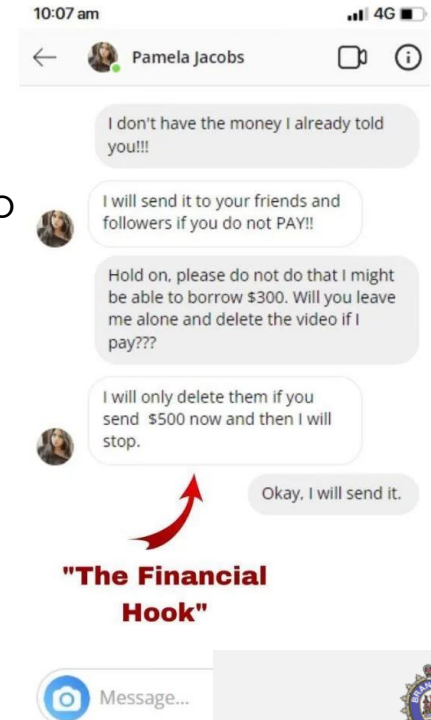 10:07 am
4G
Pamela Jacobs
I don't have the money I already told
you!!!
I will send it to your friends and
followers if you do not PAY!!
Hold on, please do not do that I might
be able to borrow $300. Will you leave
me alone and delete the video if I
pay???
I will only delete them if you
send $500 now and then I will
stop.
Okay, I will send it.
"The Financial
Hook"
Message...